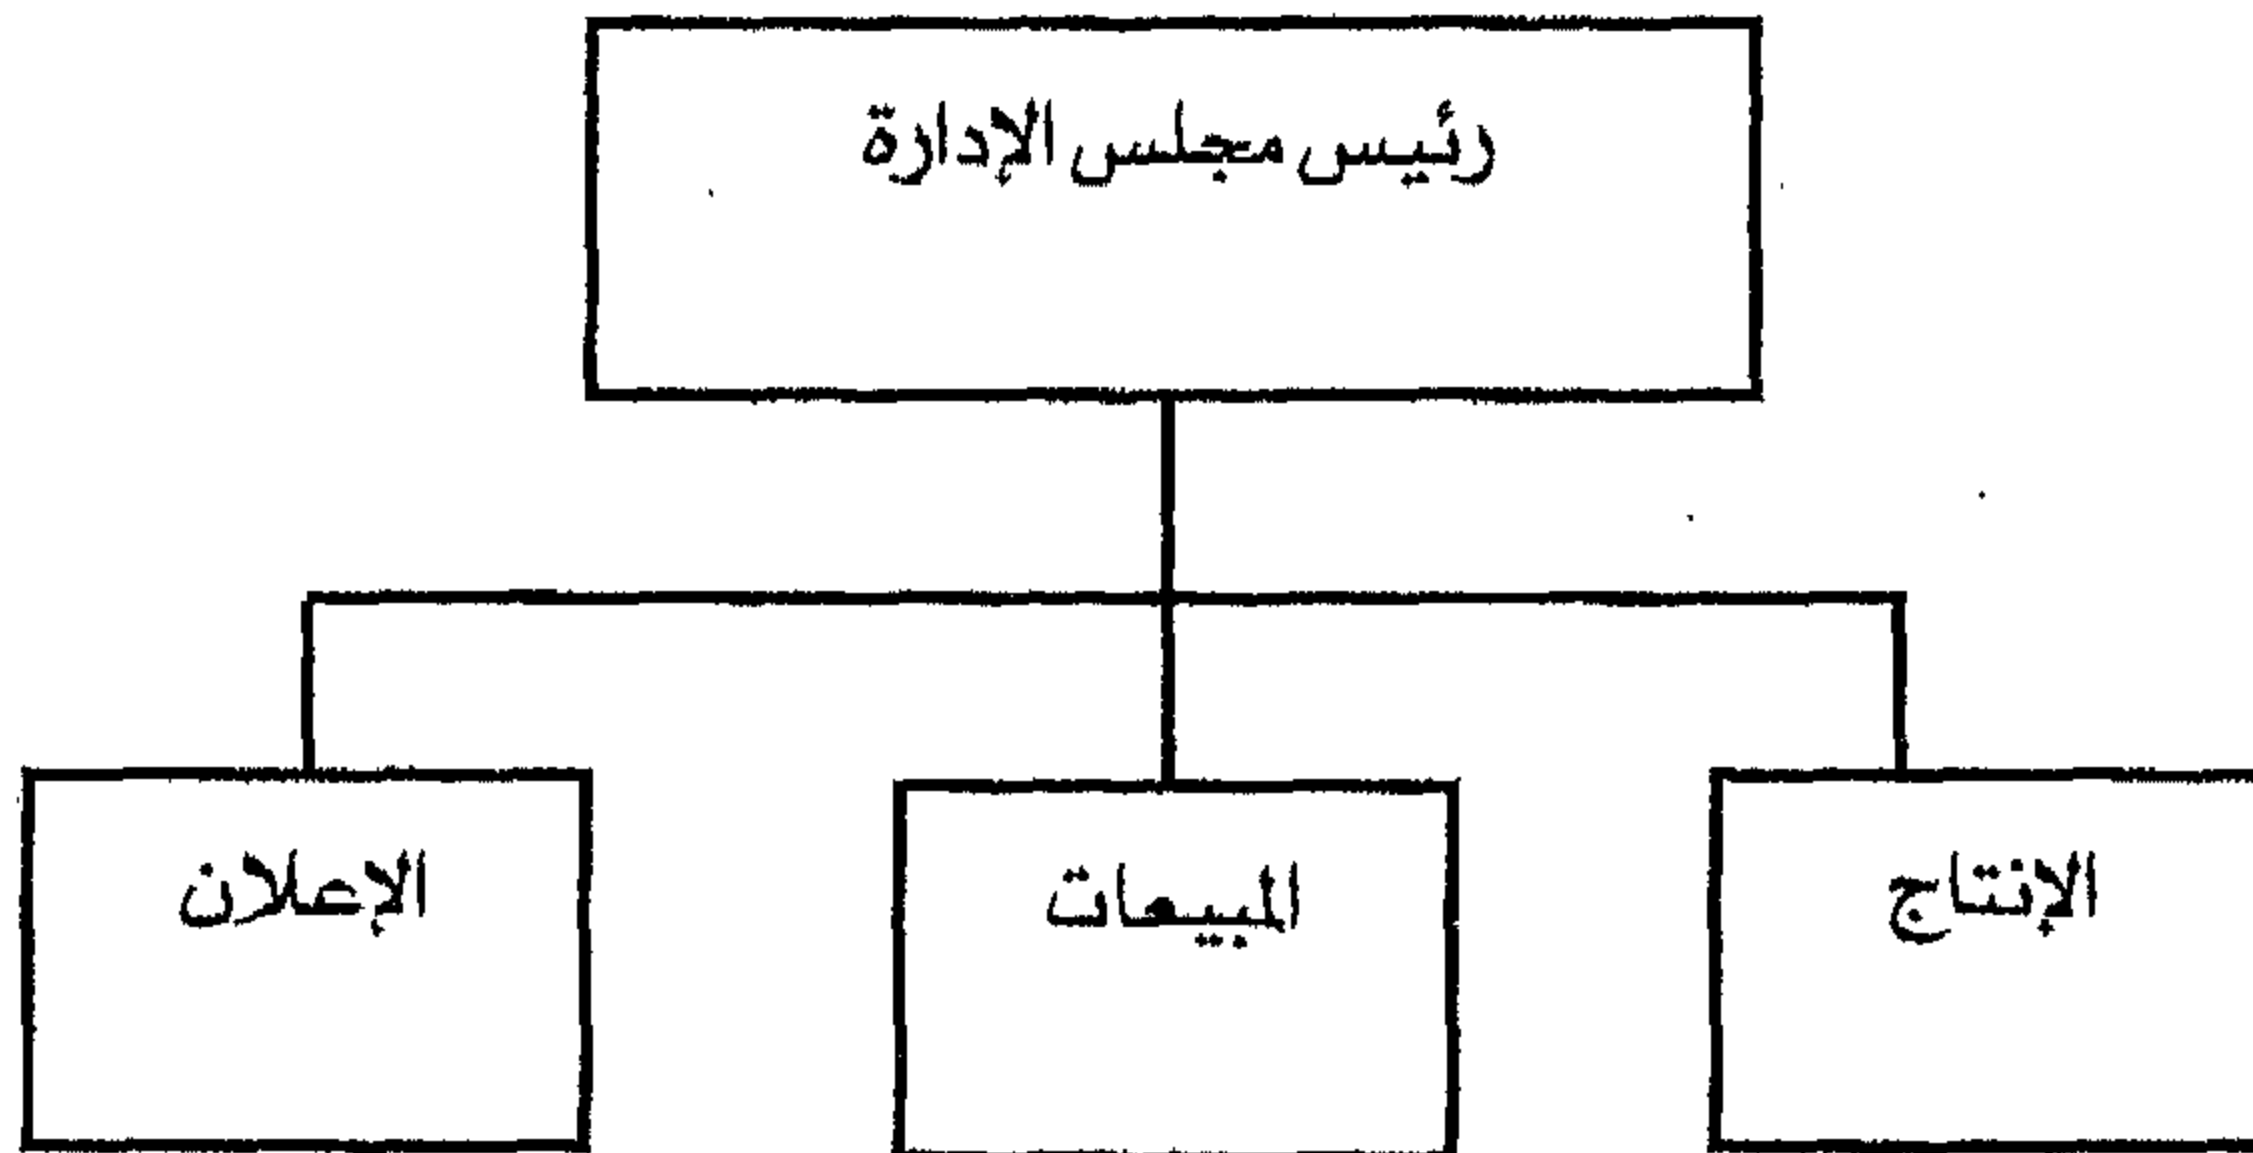 رئيس مجلس الإدارة
الإنتاج
المبيعات
الإعلان